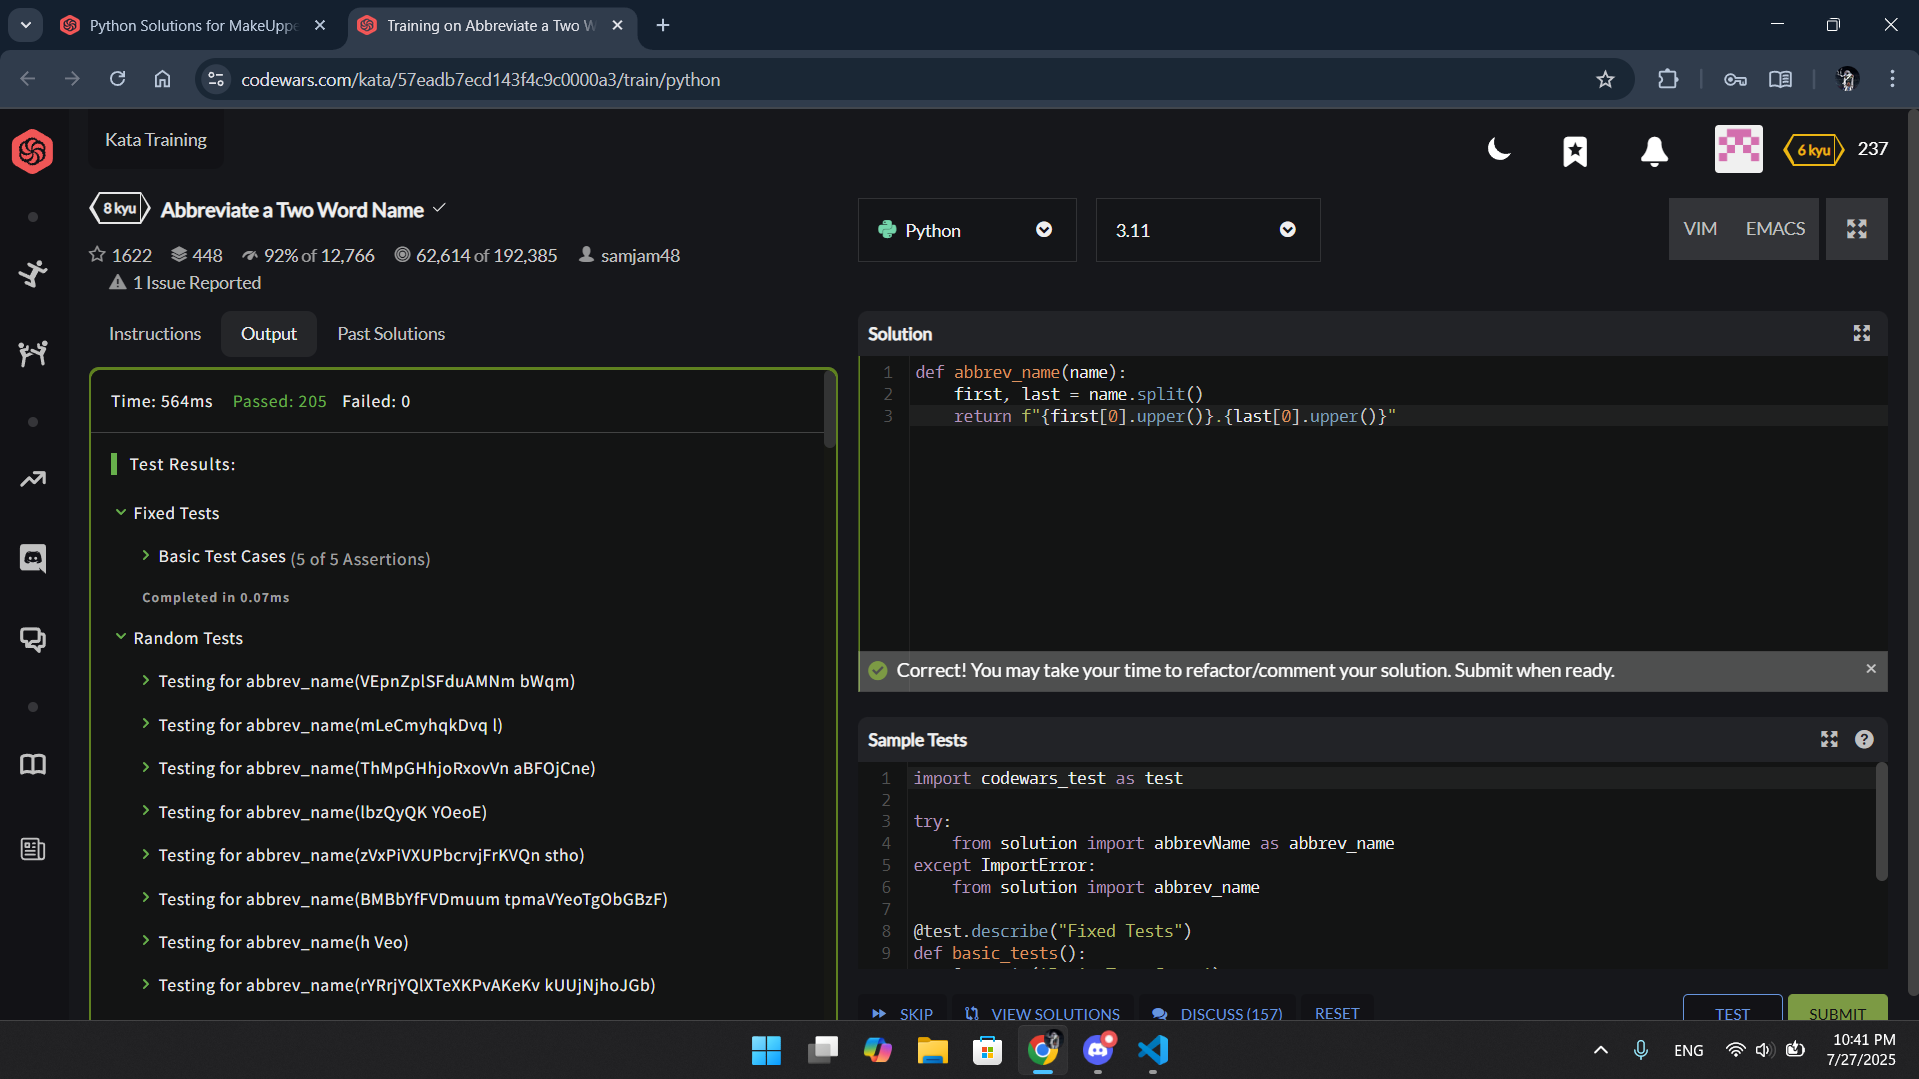 Python Solutions for MakeUppe
Training on Abbreviate a Two W
codewars.com/kata/57eadb7ecd143f4c9c0000a3/train/python
Kata Training
6 kyu 237
8 kyu Abbreviate a Two Word Name
1622 448 92% of 12,766 62,614 of 192,385 samjam48
1 Issue Reported
Python
3.11
VIM EMACS
Instructions Output Past Solutions
Time: 564ms Passed: 205 Failed: 0
Test Results:
Fixed Tests
Basic Test Cases (5 of 5 Assertions)
Completed in 0.07ms
Random Tests
Testing for abbrev_name(VEpnZplSFduAMNm bWqm)
Testing for abbrev_name(mLeCmyhqkDvq l)
Testing for abbrev_name(ThMpGHhjoRxovVn aBFOjCne)
Testing for abbrev_name(lbzQyQK YOeoE)
Testing for abbrev_name(zVxPiVXUPbcrvjFrKVQn stho)
Testing for abbrev_name(BMBbYfFVDmuum tpmaVYeoTgObGBzF)
Testing for abbrev_name(h Veo)
Testing for abbrev_name(rYRrjYQlXTeXKPvAKeKv kUUjNjhoJGb)
Solution
1 def abbrev_name(name):
2 first, last = name.split()
3 return f"{first[0].upper()}.{last[0].upper()}"
Correct! You may take your time to refactor/comment your solution. Submit when ready.
Sample Tests
1 import codewars_test as test
2
3 try:
4 from solution import abbrevName as abbrev_name
5 except ImportError:
6 from solution import abbrev_name
7
8 @test.describe("Fixed Tests")
9 def basic_tests():
SKIP VIEW SOLUTIONS DISCUSS (157) RESET TEST SUBMIT
ENG
10:41 PM
7/27/2025